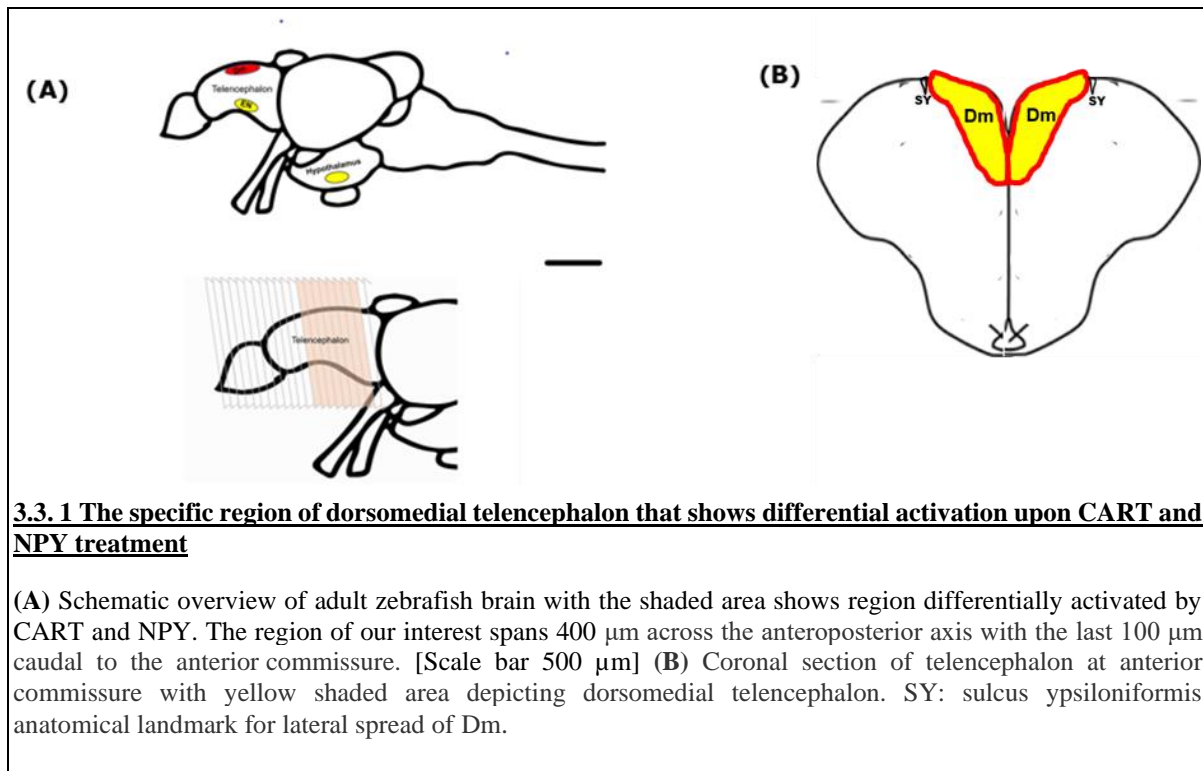 (A)
Telencephalon
EN
Hypothalamus
(B)
SY
Dm
Dm
SY
Telencephalon
3.3. 1 The specific region of dorsomedial telencephalon that shows differential activation upon CART and
NPY treatment
(A) Schematic overview of adult zebrafish brain with the shaded area shows region differentially activated by
CART and NPY. The region of our interest spans 400 μm across the anteroposterior axis with the last 100 μm
caudal to the anterior commissure. [Scale bar 500 µm] (B) Coronal section of telencephalon at anterior
commissure with yellow shaded area depicting dorsomedial telencephalon. SY: sulcus ypsiloniformis
anatomical landmark for lateral spread of Dm.